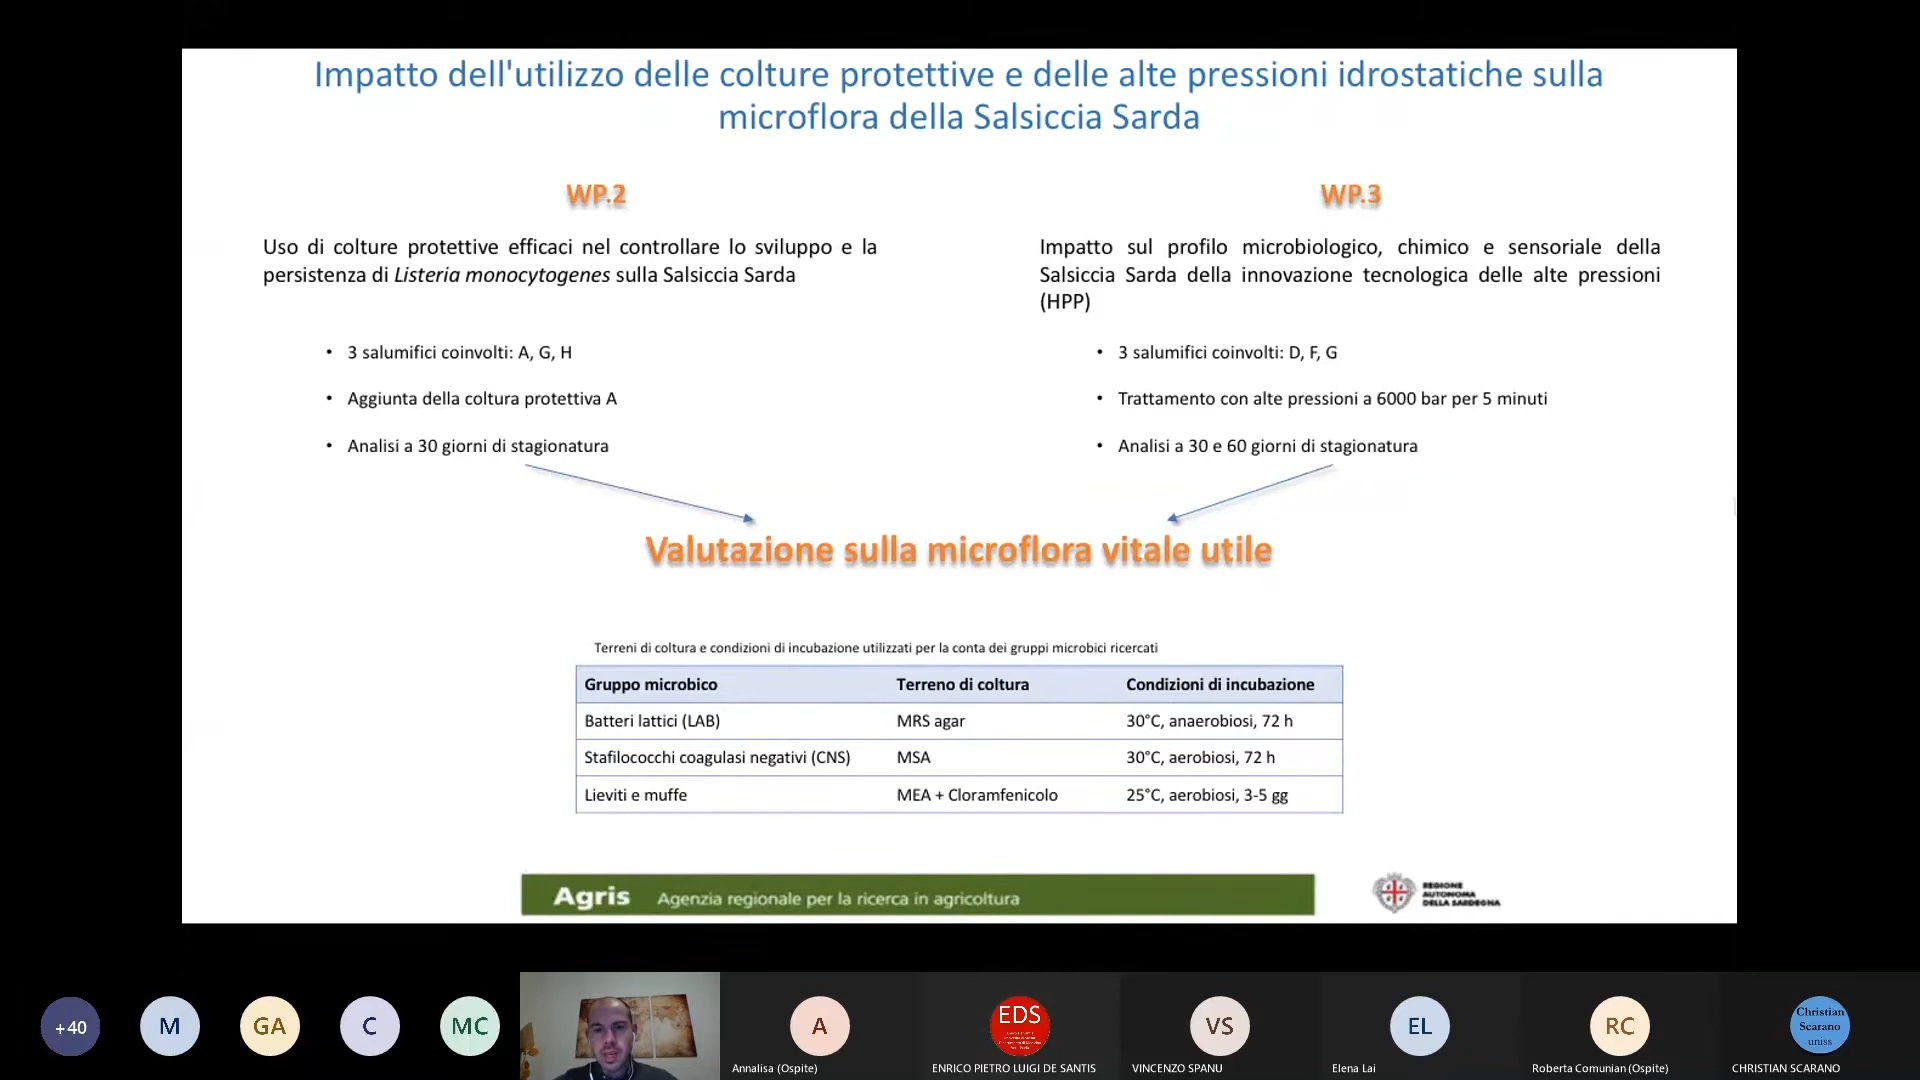 Impatto dell'utilizzo delle colture protettive e delle alte pressioni idrostatiche sulla
microflora della Salsiccia Sarda
WP.2
Uso di colture protettive efficaci nel controllare lo sviluppo e la
persistenza di Listeria monocytogenes sulla Salsiccia Sarda
• 3 salumifici coinvolti: A, G, H
• Aggiunta della coltura protettiva A
• Analisi a 30 giorni di stagionatura
WP.3
Impatto sul profilo microbiologico, chimico e sensoriale della
Salsiccia Sarda della innovazione tecnologica delle alte pressioni
(HPP)
• 3 salumifici coinvolti: D, F, G
• Trattamento con alte pressioni a 6000 bar per 5 minuti
• Analisi a 30 e 60 giorni di stagionatura
Valutazione sulla microflora vitale utile
Terreni di coltura e condizioni di incubazione utilizzati per la conta dei gruppi microbici ricercati
Gruppo microbico Terreno di coltura Condizioni di incubazione
Batteri lattici (LAB) MRS agar 30°C, anaerobiosi, 72 h
Stafilococchi coagulasi negativi (CNS) MSA 30°C, aerobiosi, 72 h
Lieviti e muffe MEA + Cloramfenicolo 25°C, aerobiosi, 3-5 gg
Agris Agenzia regionale per la ricerca in agricoltura
REGIONE
AUTONOMA
DELLA SARDEGNA
+40 M GA C MC A EDS VS EL RC
Christian
Scarano
uniss
Annalisa (Ospite) ENRICO PIETRO LUIGI DE SANTIS VINCENZO SPANU Elena Lai Roberta Comunian (Ospite) CHRISTIAN SCARANO